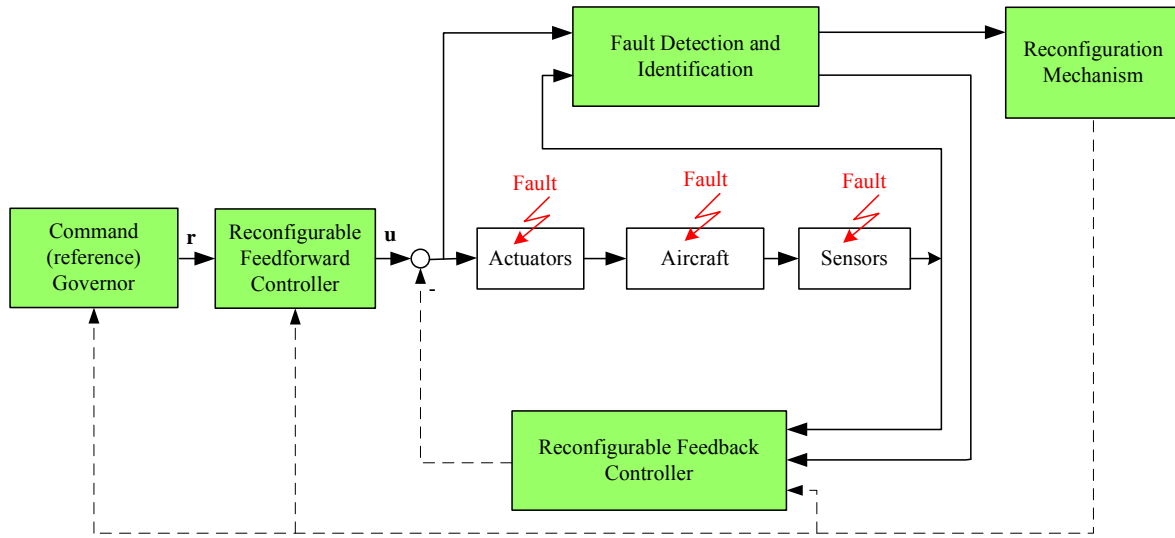 Fault Detection and
Identification
Reconfiguration
Mechanism
Fault
Fault
Fault
Command
(reference)
Governor
r
Reconfigurable
Feedforward
Controller
u
-
Actuators
Aircraft
Sensors
Reconfigurable Feedback
Controller